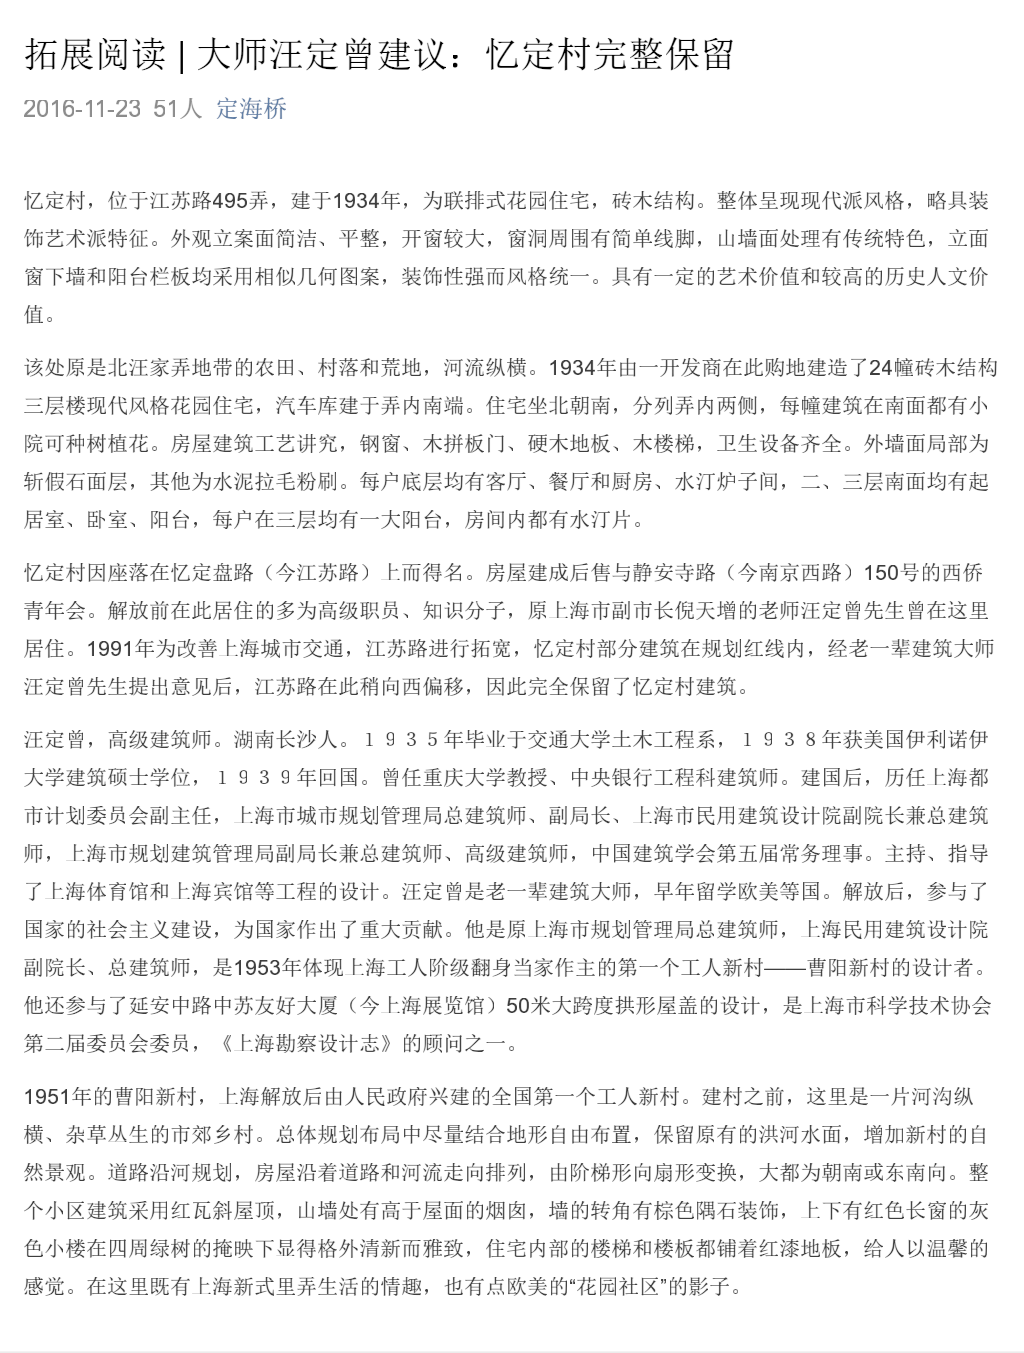 拓展阅读 | 大师汪定曾建议：忆定村完整保留
2016-11-23 51人 定海桥
忆定村，位于江苏路495弄，建于1934年，为联排式花园住宅，砖木结构。整体呈现现代派风格，略具装
饰艺术派特征。外观立案面简洁、平整，开窗较大，窗洞周围有简单线脚，山墙面处理有传统特色，立面
窗下墙和阳台栏板均采用相似几何图案，装饰性强而风格统一。具有一定的艺术价值和较高的历史人文价
值。
该处原是北汪家弄地带的农田、村落和荒地，河流纵横。1934年由一开发商在此购地建造了24幢砖木结构
三层楼现代风格花园住宅，汽车库建于弄内南端。住宅坐北朝南，分列弄内两侧，每幢建筑在南面都有小
院可种树植花。房屋建筑工艺讲究，钢窗、木拼板门、硬木地板、木楼梯，卫生设备齐全。外墙面局部为
斩假石面层，其他为水泥拉毛粉刷。每户底层均有客厅、餐厅和厨房、水汀炉子间，二、三层南面均有起
居室、卧室、阳台，每户在三层均有一大阳台，房间内都有水汀片。
忆定村因座落在忆定盘路（今江苏路）上而得名。房屋建成后售与静安寺路（今南京西路）150号的西侨
青年会。解放前在此居住的多为高级职员、知识分子，原上海市副市长倪天增的老师汪定曾先生曾在这里
居住。1991年为改善上海城市交通，江苏路进行拓宽，忆定村部分建筑在规划红线内，经老一辈建筑大师
汪定曾先生提出意见后，江苏路在此稍向西偏移，因此完全保留了忆定村建筑。
汪定曾，高级建筑师。湖南长沙人。１９３５年毕业于交通大学土木工程系，１９３８年获美国伊利诺伊
大学建筑硕士学位，１９３９年回国。曾任重庆大学教授、中央银行工程科建筑师。建国后，历任上海都
市计划委员会副主任，上海市城市规划管理局总建筑师、副局长、上海市民用建筑设计院副院长兼总建筑
师，上海市规划建筑管理局副局长兼总建筑师、高级建筑师，中国建筑学会第五届常务理事。主持、指导
了上海体育馆和上海宾馆等工程的设计。汪定曾是老一辈建筑大师，早年留学欧美等国。解放后，参与了
国家的社会主义建设，为国家作出了重大贡献。他是原上海市规划管理局总建筑师，上海民用建筑设计院
副院长、总建筑师，是1953年体现上海工人阶级翻身当家作主的第一个工人新村——曹阳新村的设计者。
他还参与了延安中路中苏友好大厦（今上海展览馆）50米大跨度拱形屋盖的设计，是上海市科学技术协会
第二届委员会委员，《上海勘察设计志》的顾问之一。
1951年的曹阳新村，上海解放后由人民政府兴建的全国第一个工人新村。建村之前，这里是一片河沟纵
横、杂草丛生的市郊乡村。总体规划布局中尽量结合地形自由布置，保留原有的洪河水面，增加新村的自
然景观。道路沿河规划，房屋沿着道路和河流走向排列，由阶梯形向扇形变换，大都为朝南或东南向。整
个小区建筑采用红瓦斜屋顶，山墙处有高于屋面的烟囱，墙的转角有棕色隅石装饰，上下有红色长窗的灰
色小楼在四周绿树的掩映下显得格外清新而雅致，住宅内部的楼梯和楼板都铺着红漆地板，给人以温馨的
感觉。在这里既有上海新式里弄生活的情趣，也有点欧美的“花园社区”的影子。